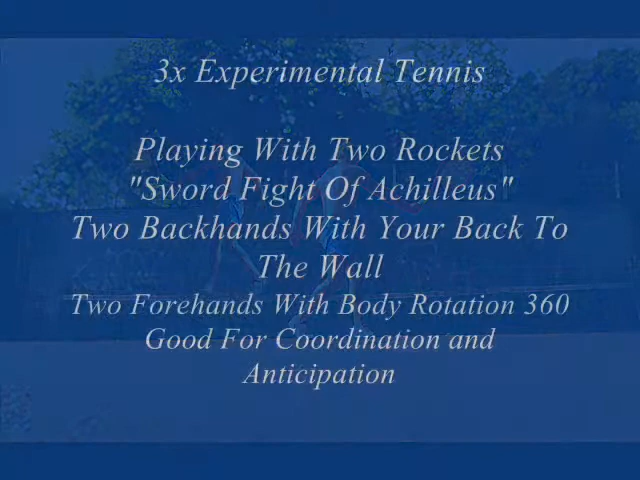 3x Experimental Tennis
Playing With Two Rockets
"Sword Fight Of Achilleus"
Two Backhands With Your Back To
The Wall
Two Forehands With Body Rotation 360
Good For Coordination and
Anticipation